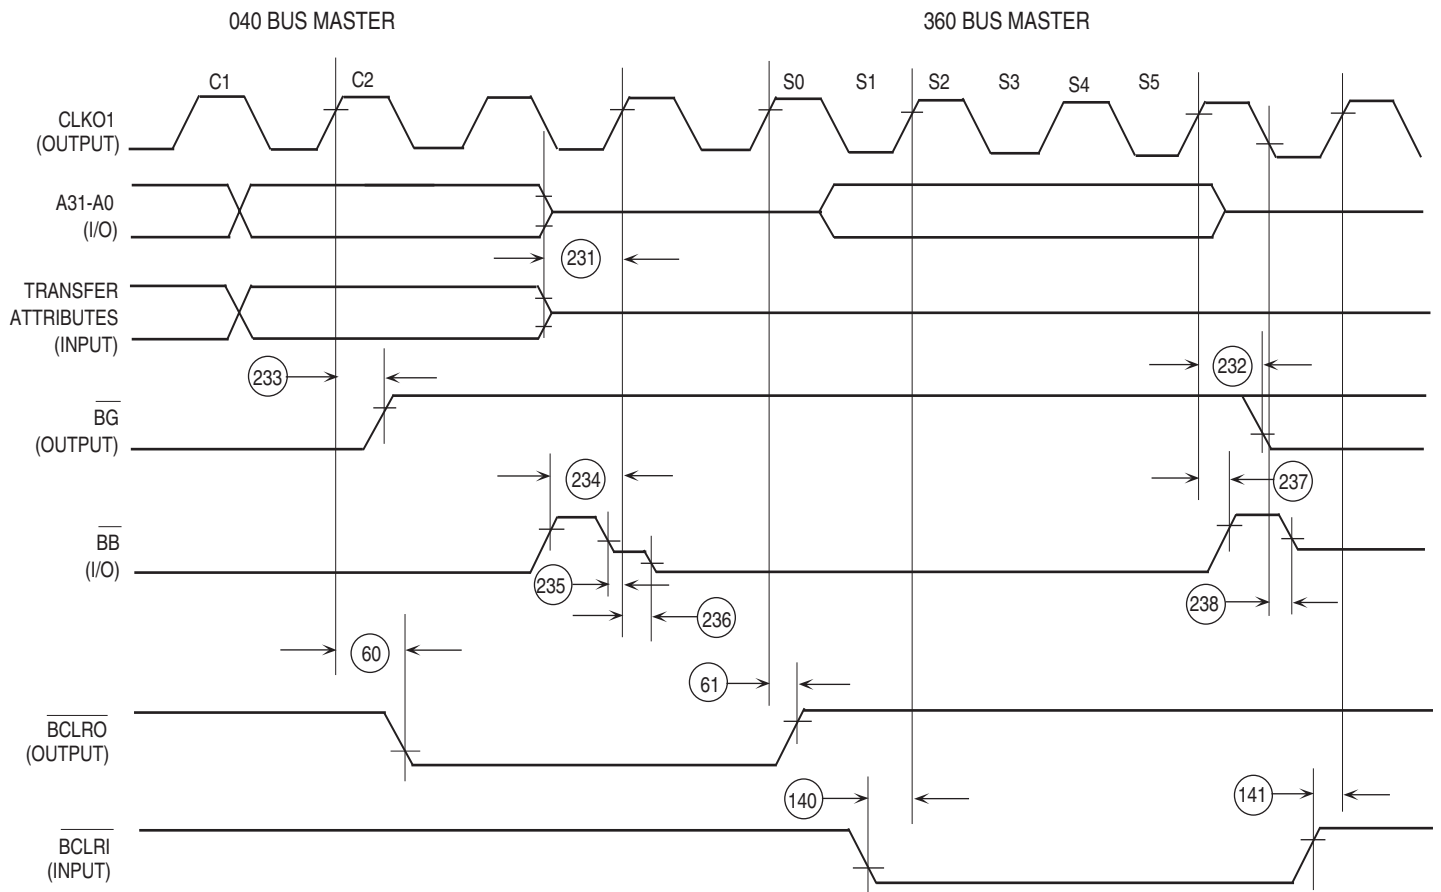 040 BUS MASTER 360 BUS MASTER
C1 C2 S0 S1 S2 S3 S4 S5
CLKO1
(OUTPUT)
A31-A0
(I/O)
231
TRANSFER
ATTRIBUTES
(INPUT)
233 232
BG
(OUTPUT)
234 237
BB
(I/O)
235 238
236
60
61
BCLRO
(OUTPUT)
140 141
BCLRI
(INPUT)